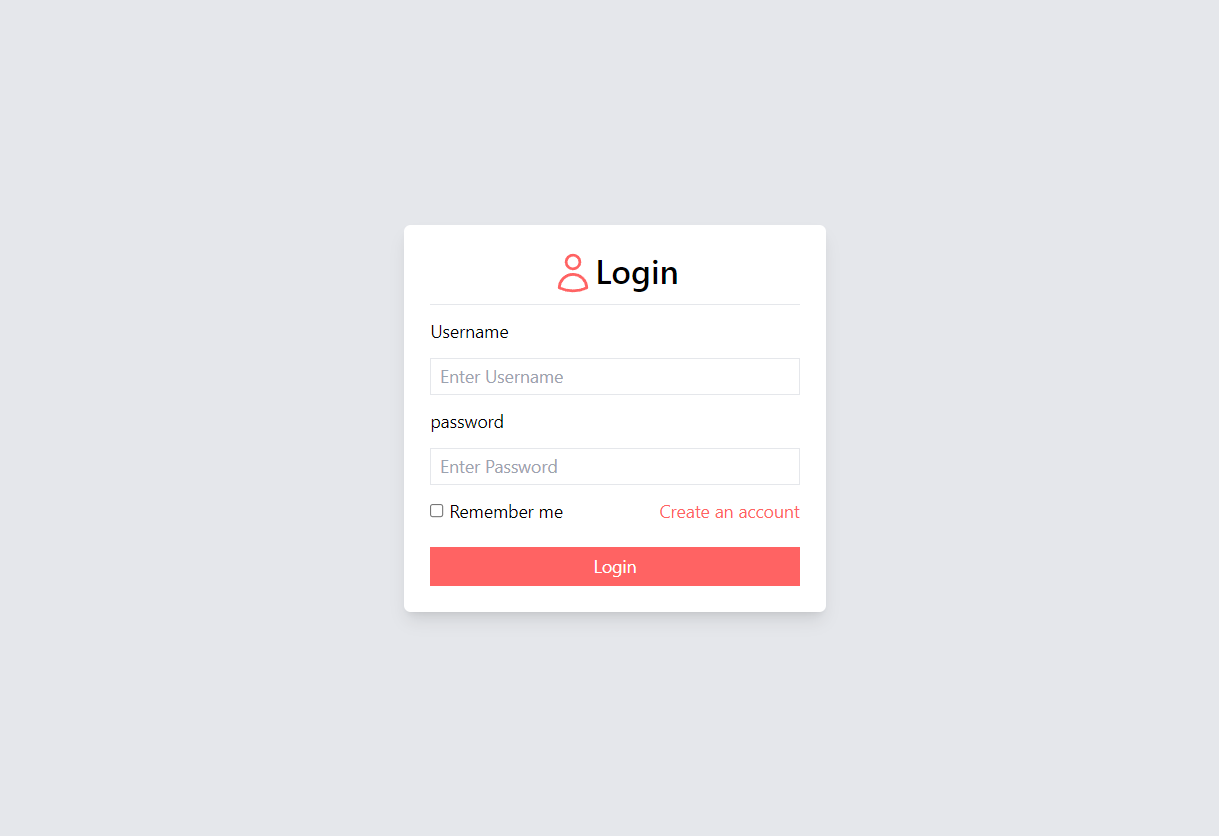 Login
Username
Enter Username
password
Enter Password
Remember me Create an account
Login